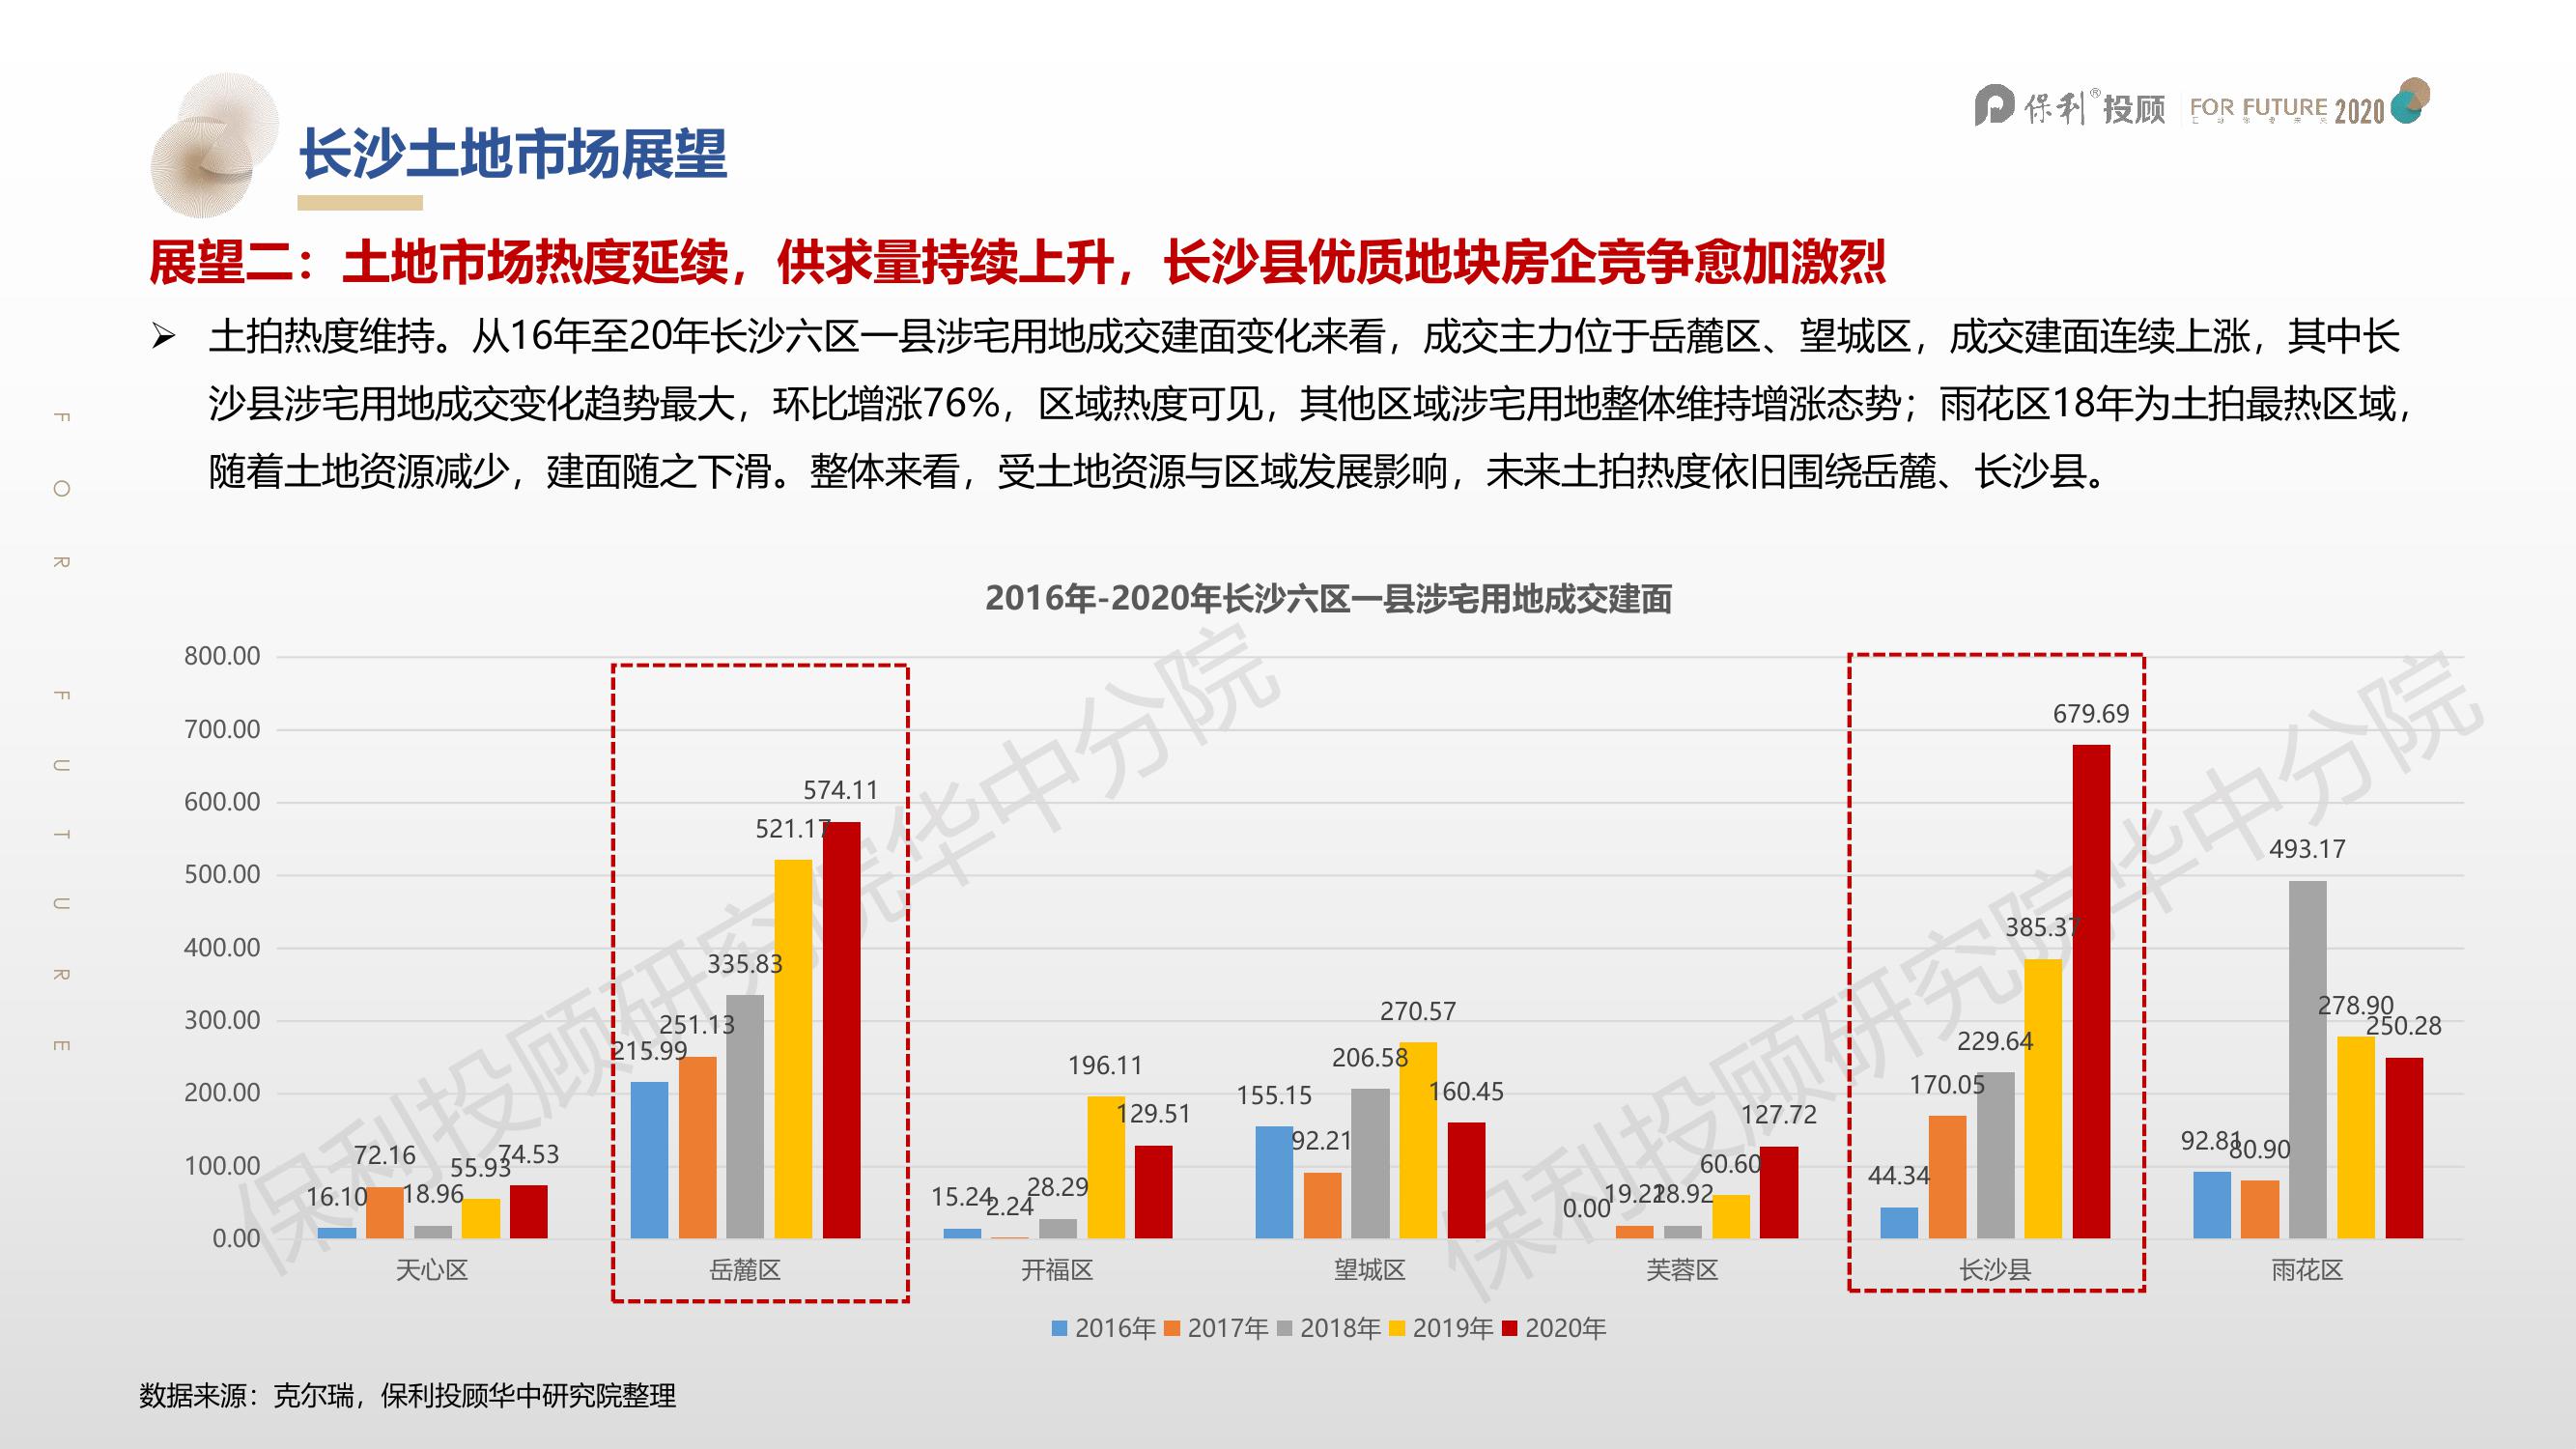 保利®投顾 FOR FUTURE 2020
长沙土地市场展望
展望二：土地市场热度延续，供求量持续上升，长沙县优质地块房企竞争愈加激烈
➢ 土拍热度维持。从16年至20年长沙六区一县涉宅用地成交建面变化来看，成交主力位于岳麓区、望城区，成交建面连续上涨，其中长
沙县涉宅用地成交变化趋势最大，环比增涨76%，区域热度可见，其他区域涉宅用地整体维持增涨态势；雨花区18年为土拍最热区域，
随着土地资源减少，建面随之下滑。整体来看，受土地资源与区域发展影响，未来土拍热度依旧围绕岳麓、长沙县。
FOR FUTURE
2016年-2020年长沙六区一县涉宅用地成交建面
800.00
700.00
600.00
500.00
400.00
300.00
200.00
100.00
0.00
16.10 72.16 18.96 55.93 74.53
215.99 251.13 335.83 521.17 574.11
15.24 2.24 28.29 196.11 129.51
155.15 92.21 206.58 270.57 160.45
0.00 19.22 18.92 60.60 127.72
44.34 170.05 229.64 385.37 679.69
92.81 80.90 493.17 278.90 250.28
天心区 岳麓区 开福区 望城区 芙蓉区 长沙县 雨花区
2016年 2017年 2018年 2019年 2020年
保利投顾研究院华中分院
保利投顾研究院华中分院
数据来源：克尔瑞，保利投顾华中研究院整理